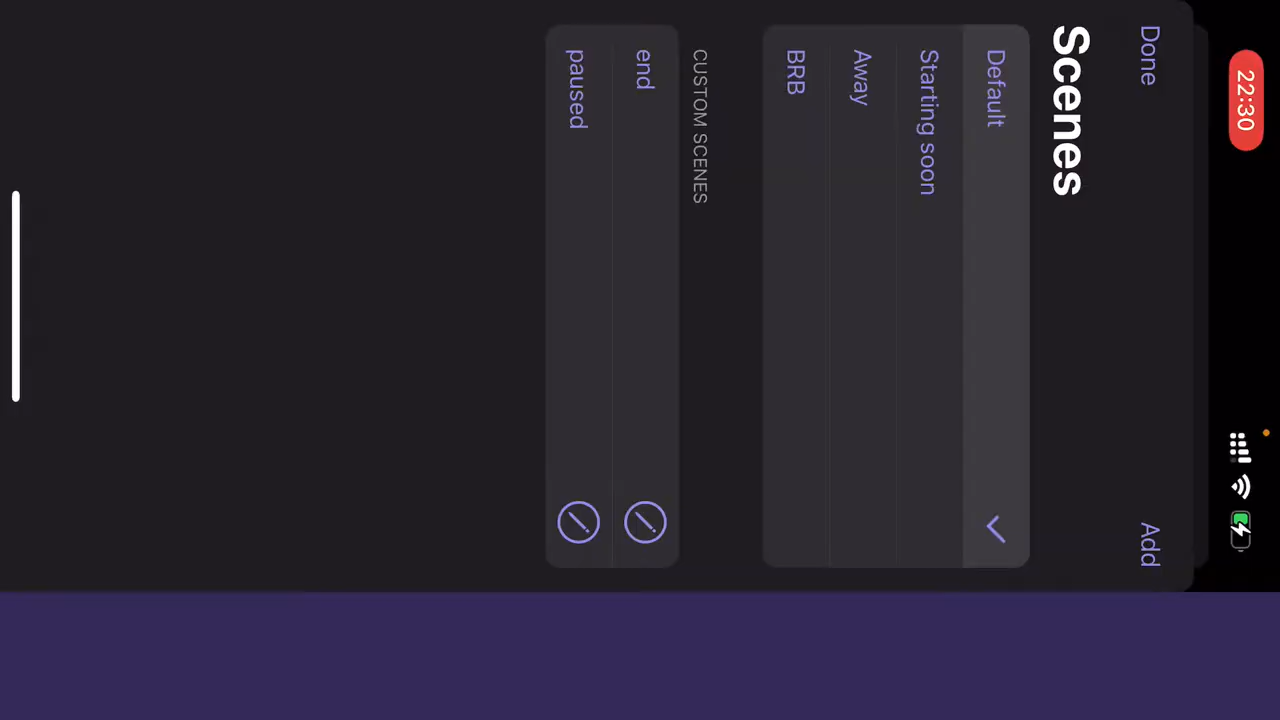 22:30
Done
Add
Scenes
Default
Starting soon
Away
BRB
CUSTOM SCENES
end
paused